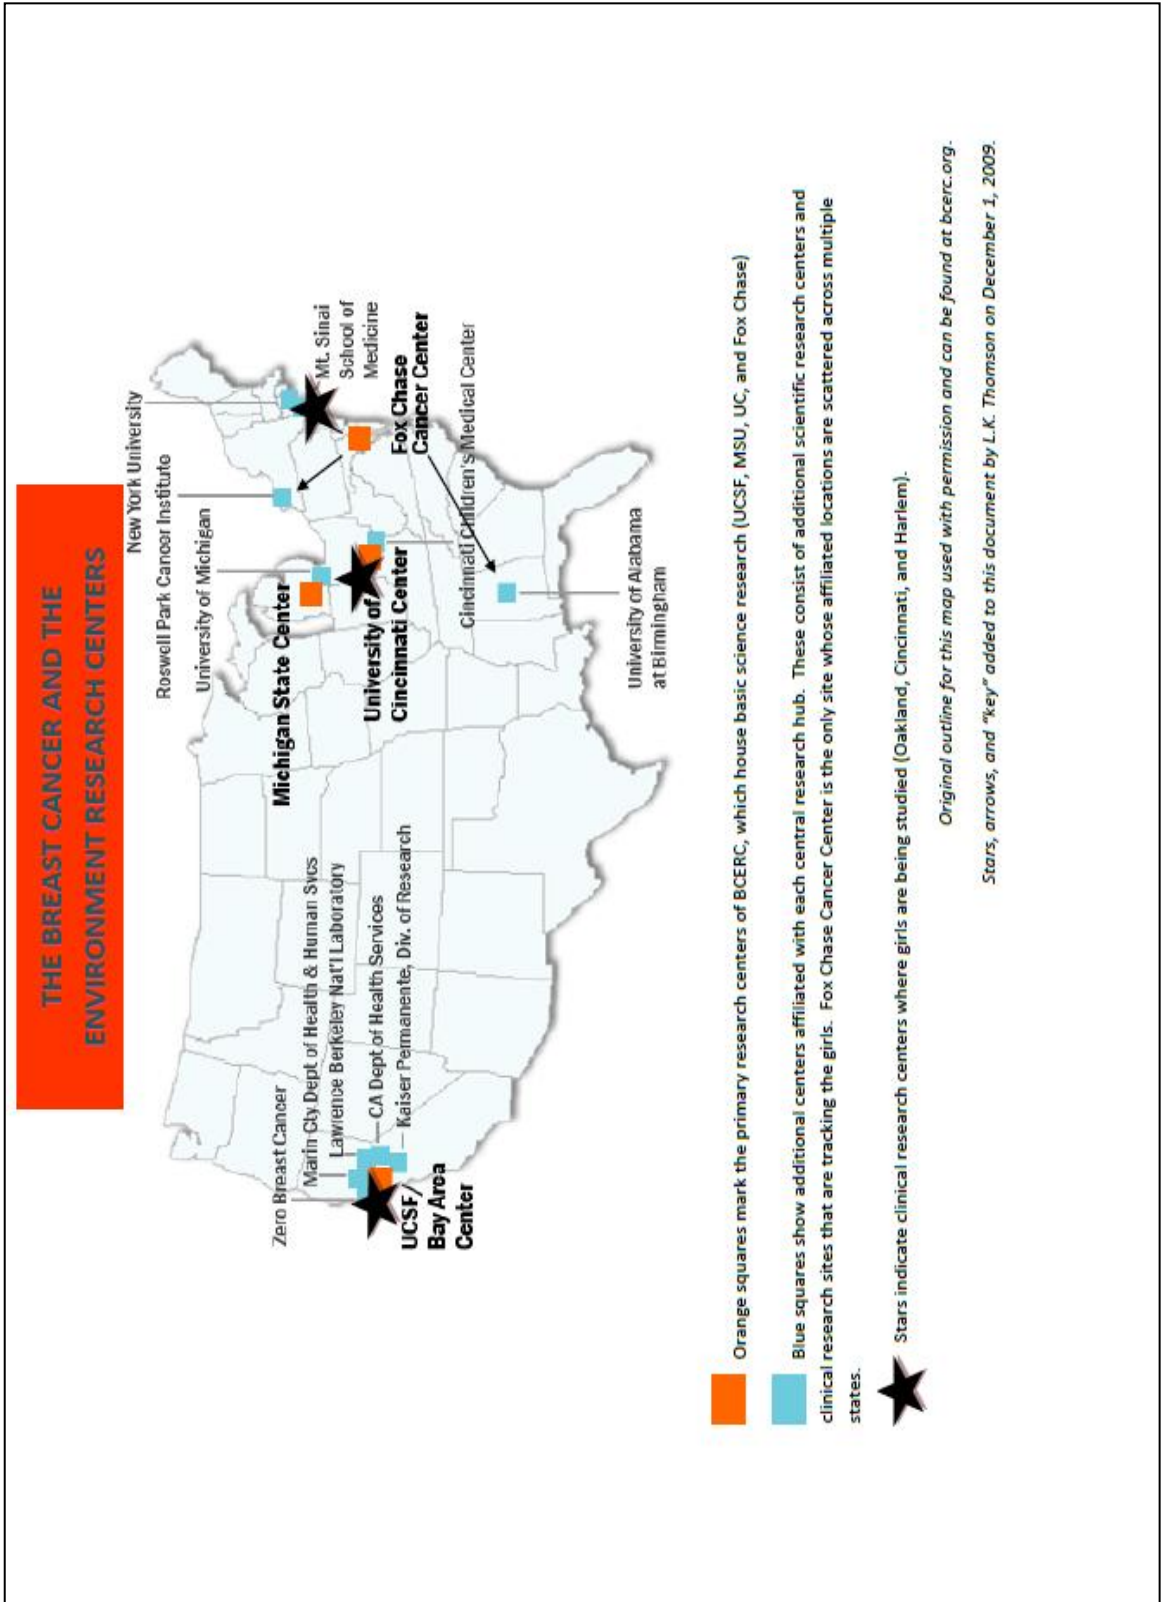 THE BREAST CANCER AND THE
ENVIRONMENT RESEARCH CENTERS
New York University
Roswell Park Cancer Institute
University of Michigan
Mt. Sinai
School of
Medicine
Michigan State Center
Fox Chase
Cancer Center
University of
Cincinnati Center
Cincinnati Children's Medical Center
University of Alabama
at Birmingham
Zero Breast Cancer
Marin Cty Dept of Health & Human Svcs
Lawrence Berkeley Nat'l Laboratory
CA Dept of Health Services
Kaiser Permanente, Div. of Research
UCSF/
Bay Area
Center
Orange squares mark the primary research centers of BCERC, which house basic science research (UCSF, MSU, UC, and Fox Chase)
Blue squares show additional centers affiliated with each central research hub. These consist of additional scientific research centers and
clinical research sites that are tracking the girls. Fox Chase Cancer Center is the only site whose affiliated locations are scattered across multiple
states.
Stars indicate clinical research centers where girls are being studied (Oakland, Cincinnati, and Harlem).
Original outline for this map used with permission and can be found at bcerc.org.
Stars, arrows, and "key" added to this document by L.K. Thomson on December 1, 2009.